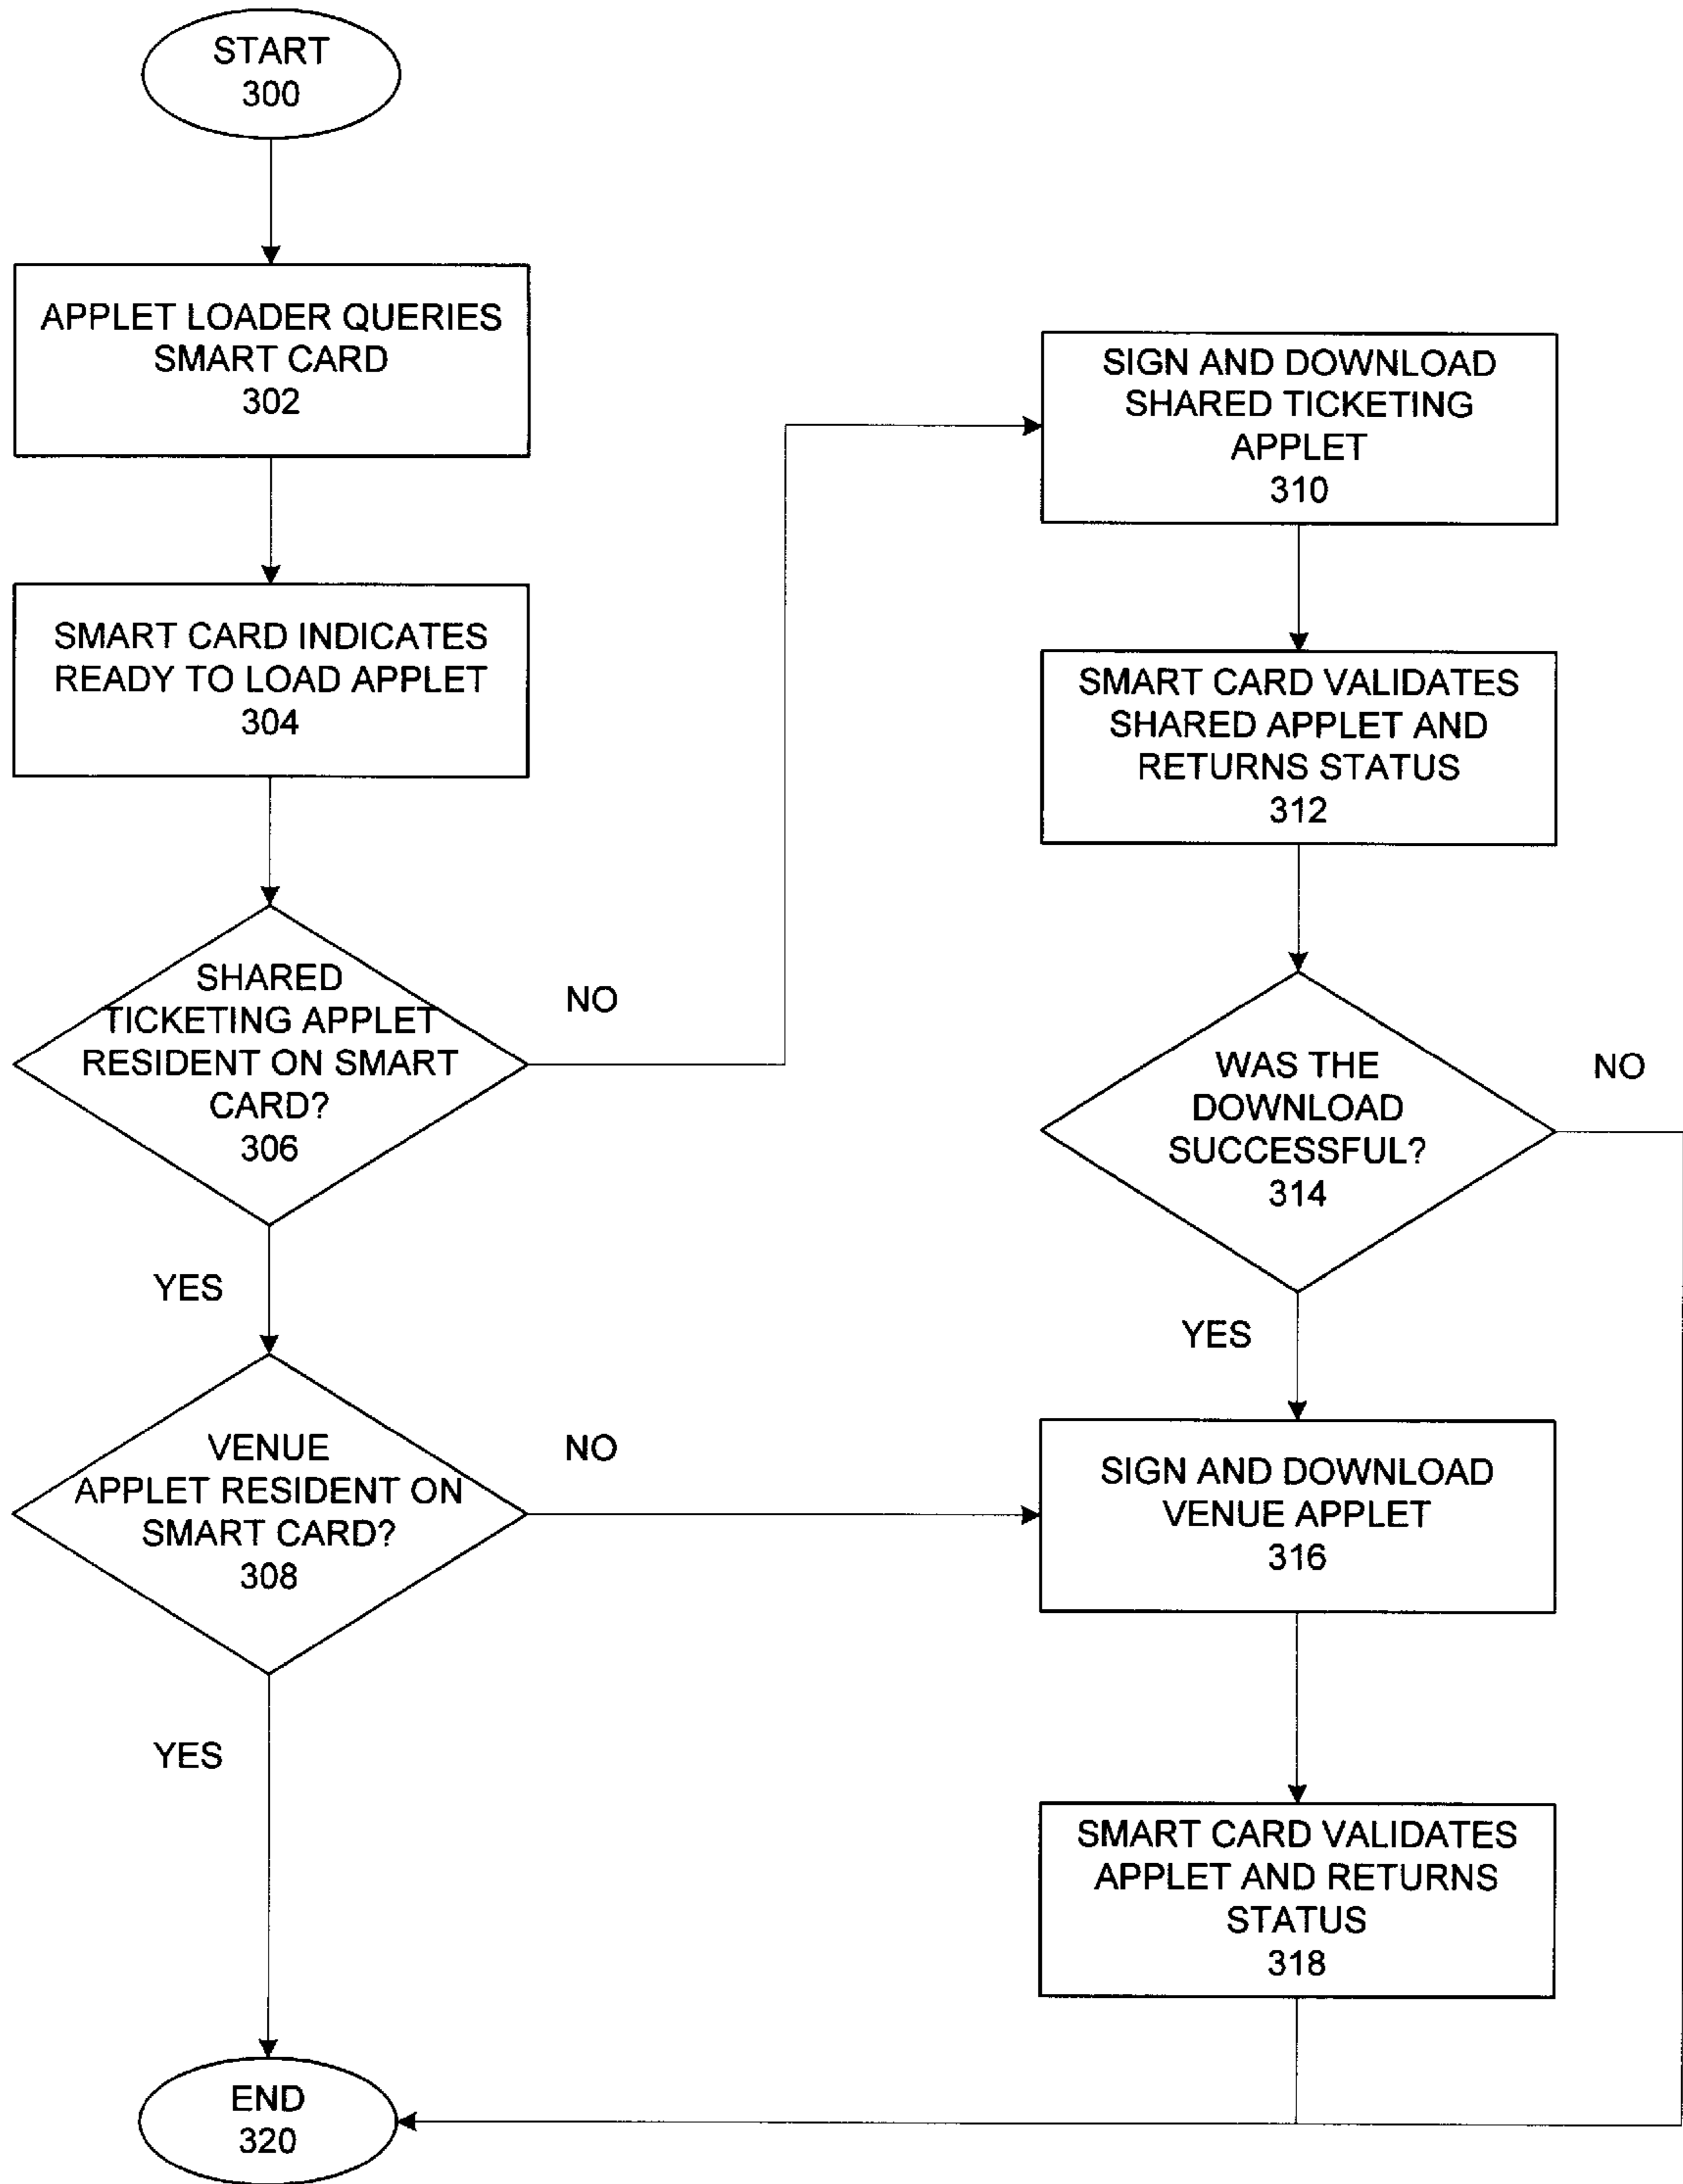 START
300
APPLET LOADER QUERIES
SMART CARD
302
SMART CARD INDICATES
READY TO LOAD APPLET
304
SHARED
TICKETING APPLET
RESIDENT ON SMART
CARD?
306
NO
YES
VENUE
APPLET RESIDENT ON
SMART CARD?
308
NO
YES
SIGN AND DOWNLOAD
SHARED TICKETING
APPLET
310
SMART CARD VALIDATES
SHARED APPLET AND
RETURNS STATUS
312
WAS THE
DOWNLOAD
SUCCESSFUL?
314
NO
YES
SIGN AND DOWNLOAD
VENUE APPLET
316
SMART CARD VALIDATES
APPLET AND RETURNS
STATUS
318
END
320